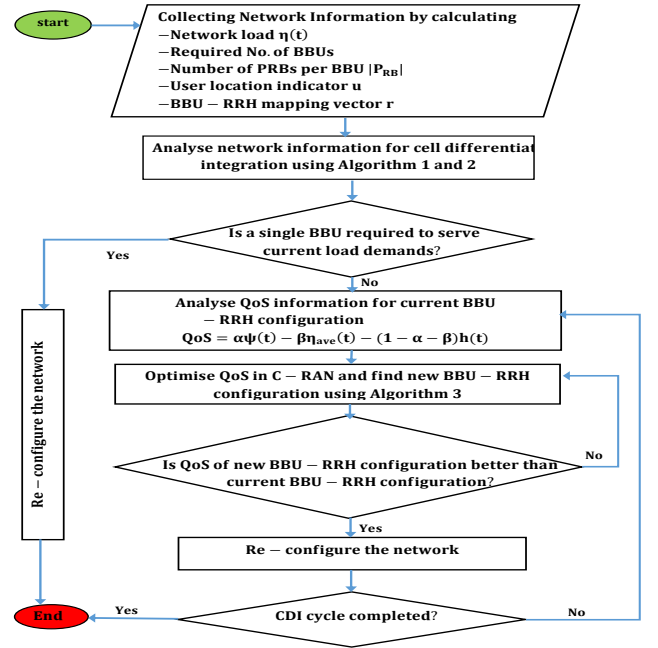 start
Collecting Network Information by calculating
−Network load η(t)
−Required No. of BBUs
−Number of PRBs per BBU |P_RB|
−User location indicator u
−BBU − RRH mapping vector r
Analyse network information for cell differentiat
integration using Algorithm 1 and 2
Is a single BBU required to serve
current load demands?
Yes
No
Analyse QoS information for current BBU
− RRH configuration
QoS = αψ(t) − βη_ave(t) − (1 − α − β)h(t)
Optimise QoS in C − RAN and find new BBU − RRH
configuration using Algorithm 3
Re − configure the network
Is QoS of new BBU − RRH configuration better than
current BBU − RRH configuration?
No
Yes
Re − configure the network
CDI cycle completed?
Yes
No
End